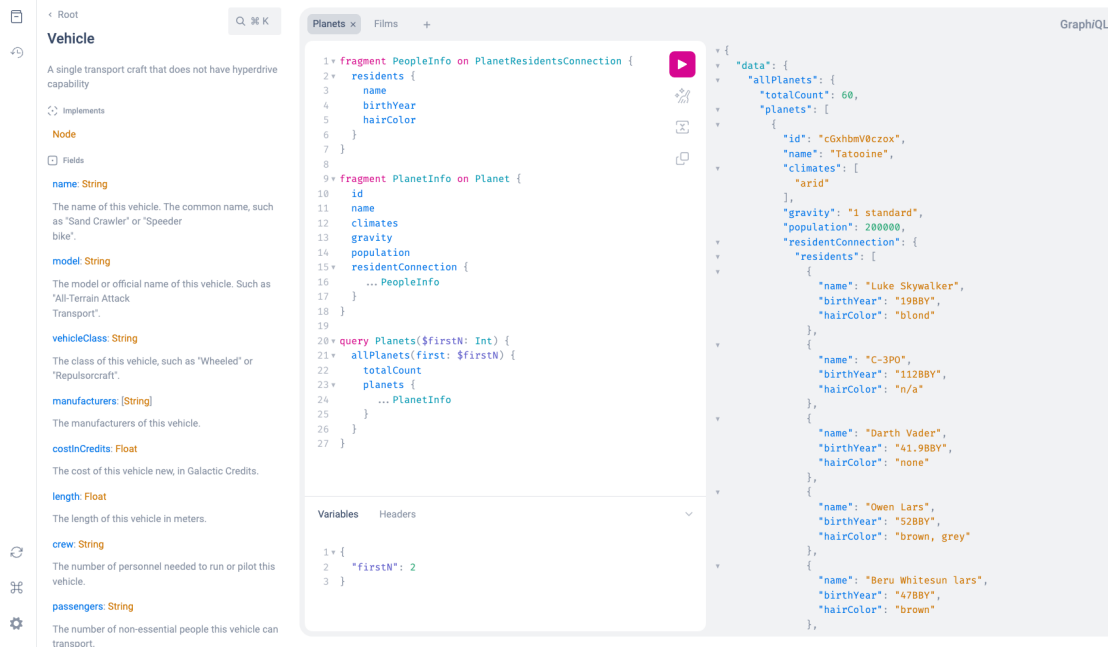 Root
⌘ K
Vehicle
A single transport craft that does not have hyperdrive
capability
Implements
Node
Fields
name: String
The name of this vehicle. The common name, such
as "Sand Crawler" or "Speeder
bike".
model: String
The model or official name of this vehicle. Such as
"All-Terrain Attack
Transport".
vehicleClass: String
The class of this vehicle, such as "Wheeled" or
"Repulsorcraft".
manufacturers: [String]
The manufacturers of this vehicle.
costInCredits: Float
The cost of this vehicle new, in Galactic Credits.
length: Float
The length of this vehicle in meters.
crew: String
The number of personnel needed to run or pilot this
vehicle.
passengers: String
The number of non-essential people this vehicle can
transport.
Planets × Films +
GraphiQL
1 fragment PeopleInfo on PlanetResidentsConnection {
2 residents {
3 name
4 birthYear
5 hairColor
6 }
7 }
8
9 fragment PlanetInfo on Planet {
10 id
11 name
12 climates
13 gravity
14 population
15 residentConnection {
16 ...PeopleInfo
17 }
18 }
19
20 query Planets($firstN: Int) {
21 allPlanets(first: $firstN) {
22 totalCount
23 planets {
24 ...PlanetInfo
25 }
26 }
27 }
Variables Headers
1 {
2 "firstN": 2
3 }
{
"data": {
"allPlanets": {
"totalCount": 60,
"planets": [
{
"id": "cGxhbmV0czox",
"name": "Tatooine",
"climates": [
"arid"
],
"gravity": "1 standard",
"population": 200000,
"residentConnection": {
"residents": [
{
"name": "Luke Skywalker",
"birthYear": "19BBY",
"hairColor": "blond"
},
{
"name": "C-3PO",
"birthYear": "112BBY",
"hairColor": "n/a"
},
{
"name": "Darth Vader",
"birthYear": "41.9BBY",
"hairColor": "none"
},
{
"name": "Owen Lars",
"birthYear": "52BBY",
"hairColor": "brown, grey"
},
{
"name": "Beru Whitesun lars",
"birthYear": "47BBY",
"hairColor": "brown"
},